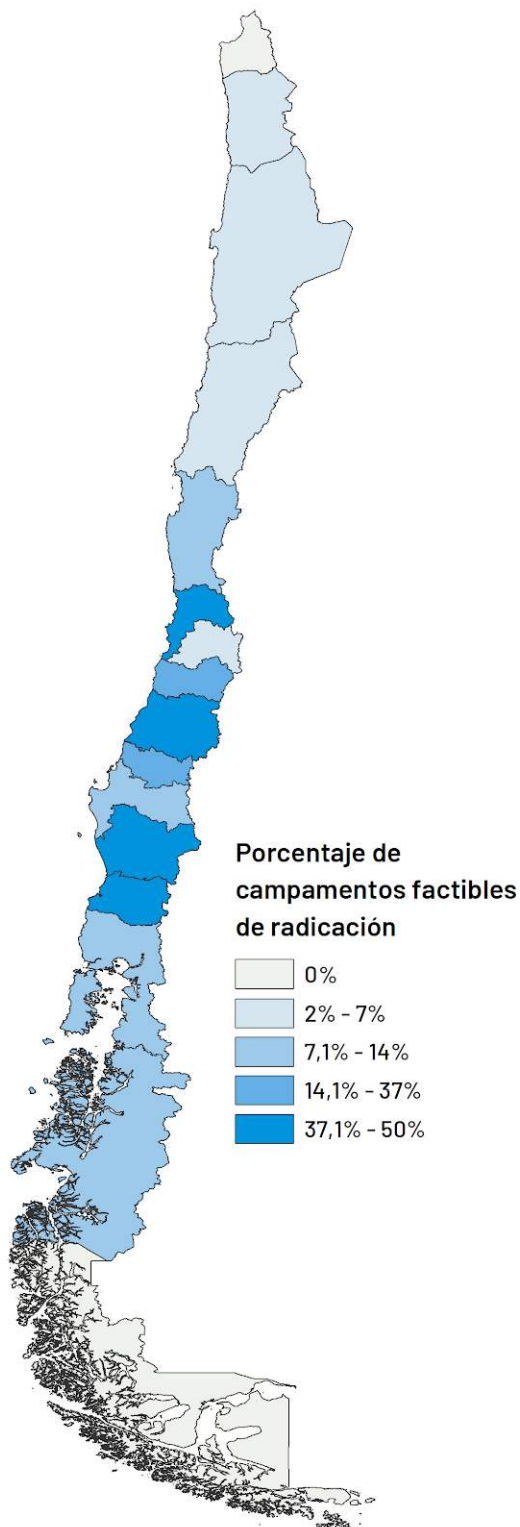 Porcentaje de
campamentos factibles
de radicación
0%
2% - 7%
7,1% - 14%
14,1% - 37%
37,1% - 50%